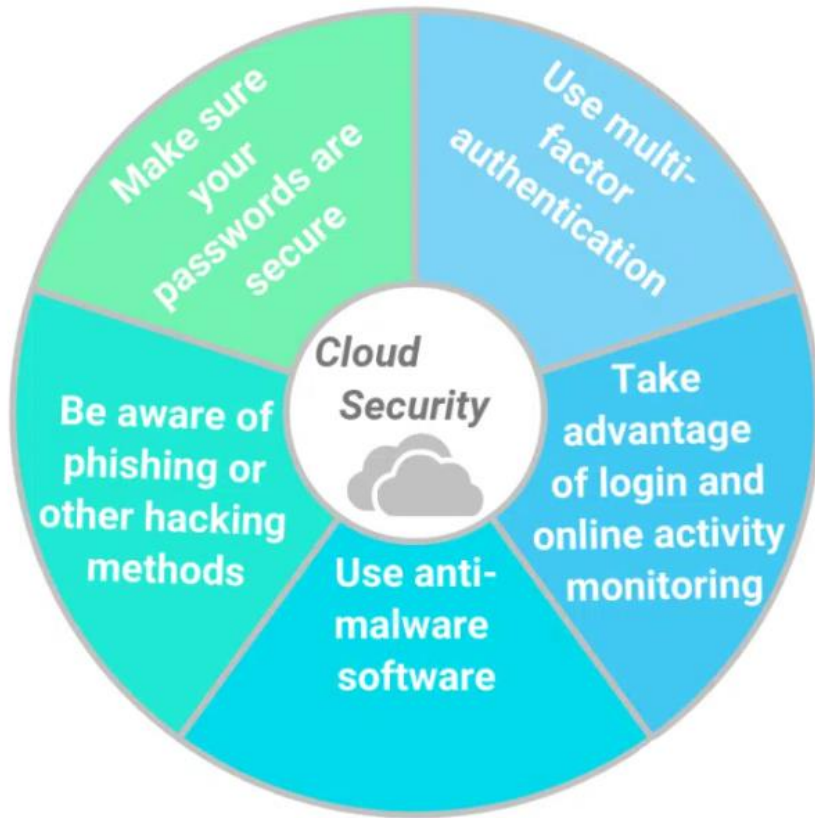 Make sure
your
passwords are
secure
Use multi-
factor
authentication
Cloud
Security
Take
advantage
of login and
online activity
monitoring
Be aware of
phishing or
other hacking
methods
Use anti-
malware
software